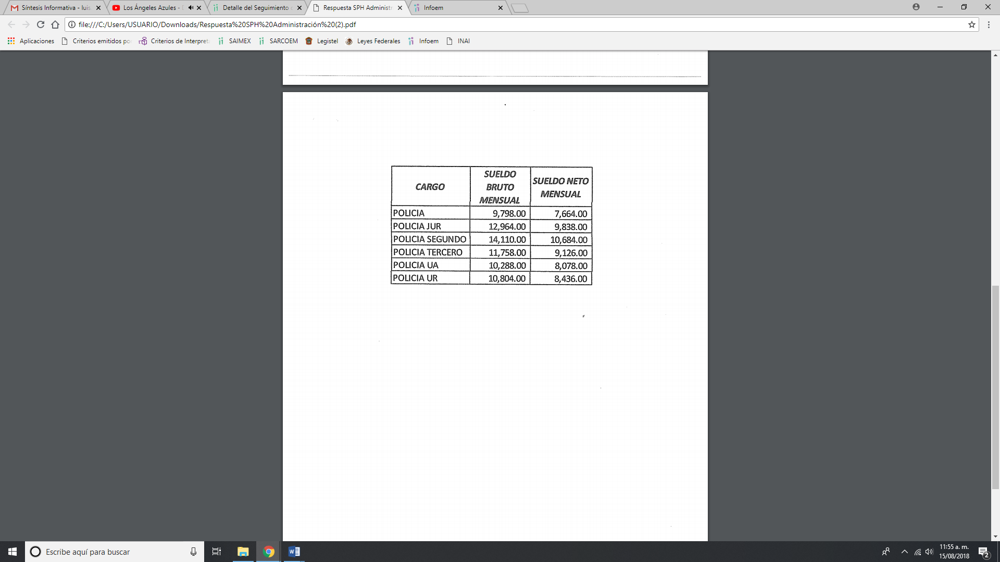 Síntesis Informativa - luis
Los Ángeles Azules -
Detalle del Seguimiento
Respuesta SPH Administr
Infoem
file:///C:/Users/USUARIO/Downloads/Respuesta%20SPH%20Administración%20(2).pdf
Aplicaciones
Criterios emitidos po
Criterios de Interpret
SAIMEX
SARCOEM
Legistel
Leyes Federales
Infoem
INAI
CARGO SUELDO BRUTO MENSUAL SUELDO NETO MENSUAL
POLICIA 9,798.00 7,664.00
POLICIA JUR 12,964.00 9,838.00
POLICIA SEGUNDO 14,110.00 10,684.00
POLICIA TERCERO 11,758.00 9,126.00
POLICIA UA 10,288.00 8,078.00
POLICIA UR 10,804.00 8,436.00
Escribe aquí para buscar
11:55 a. m.
15/08/2018
2